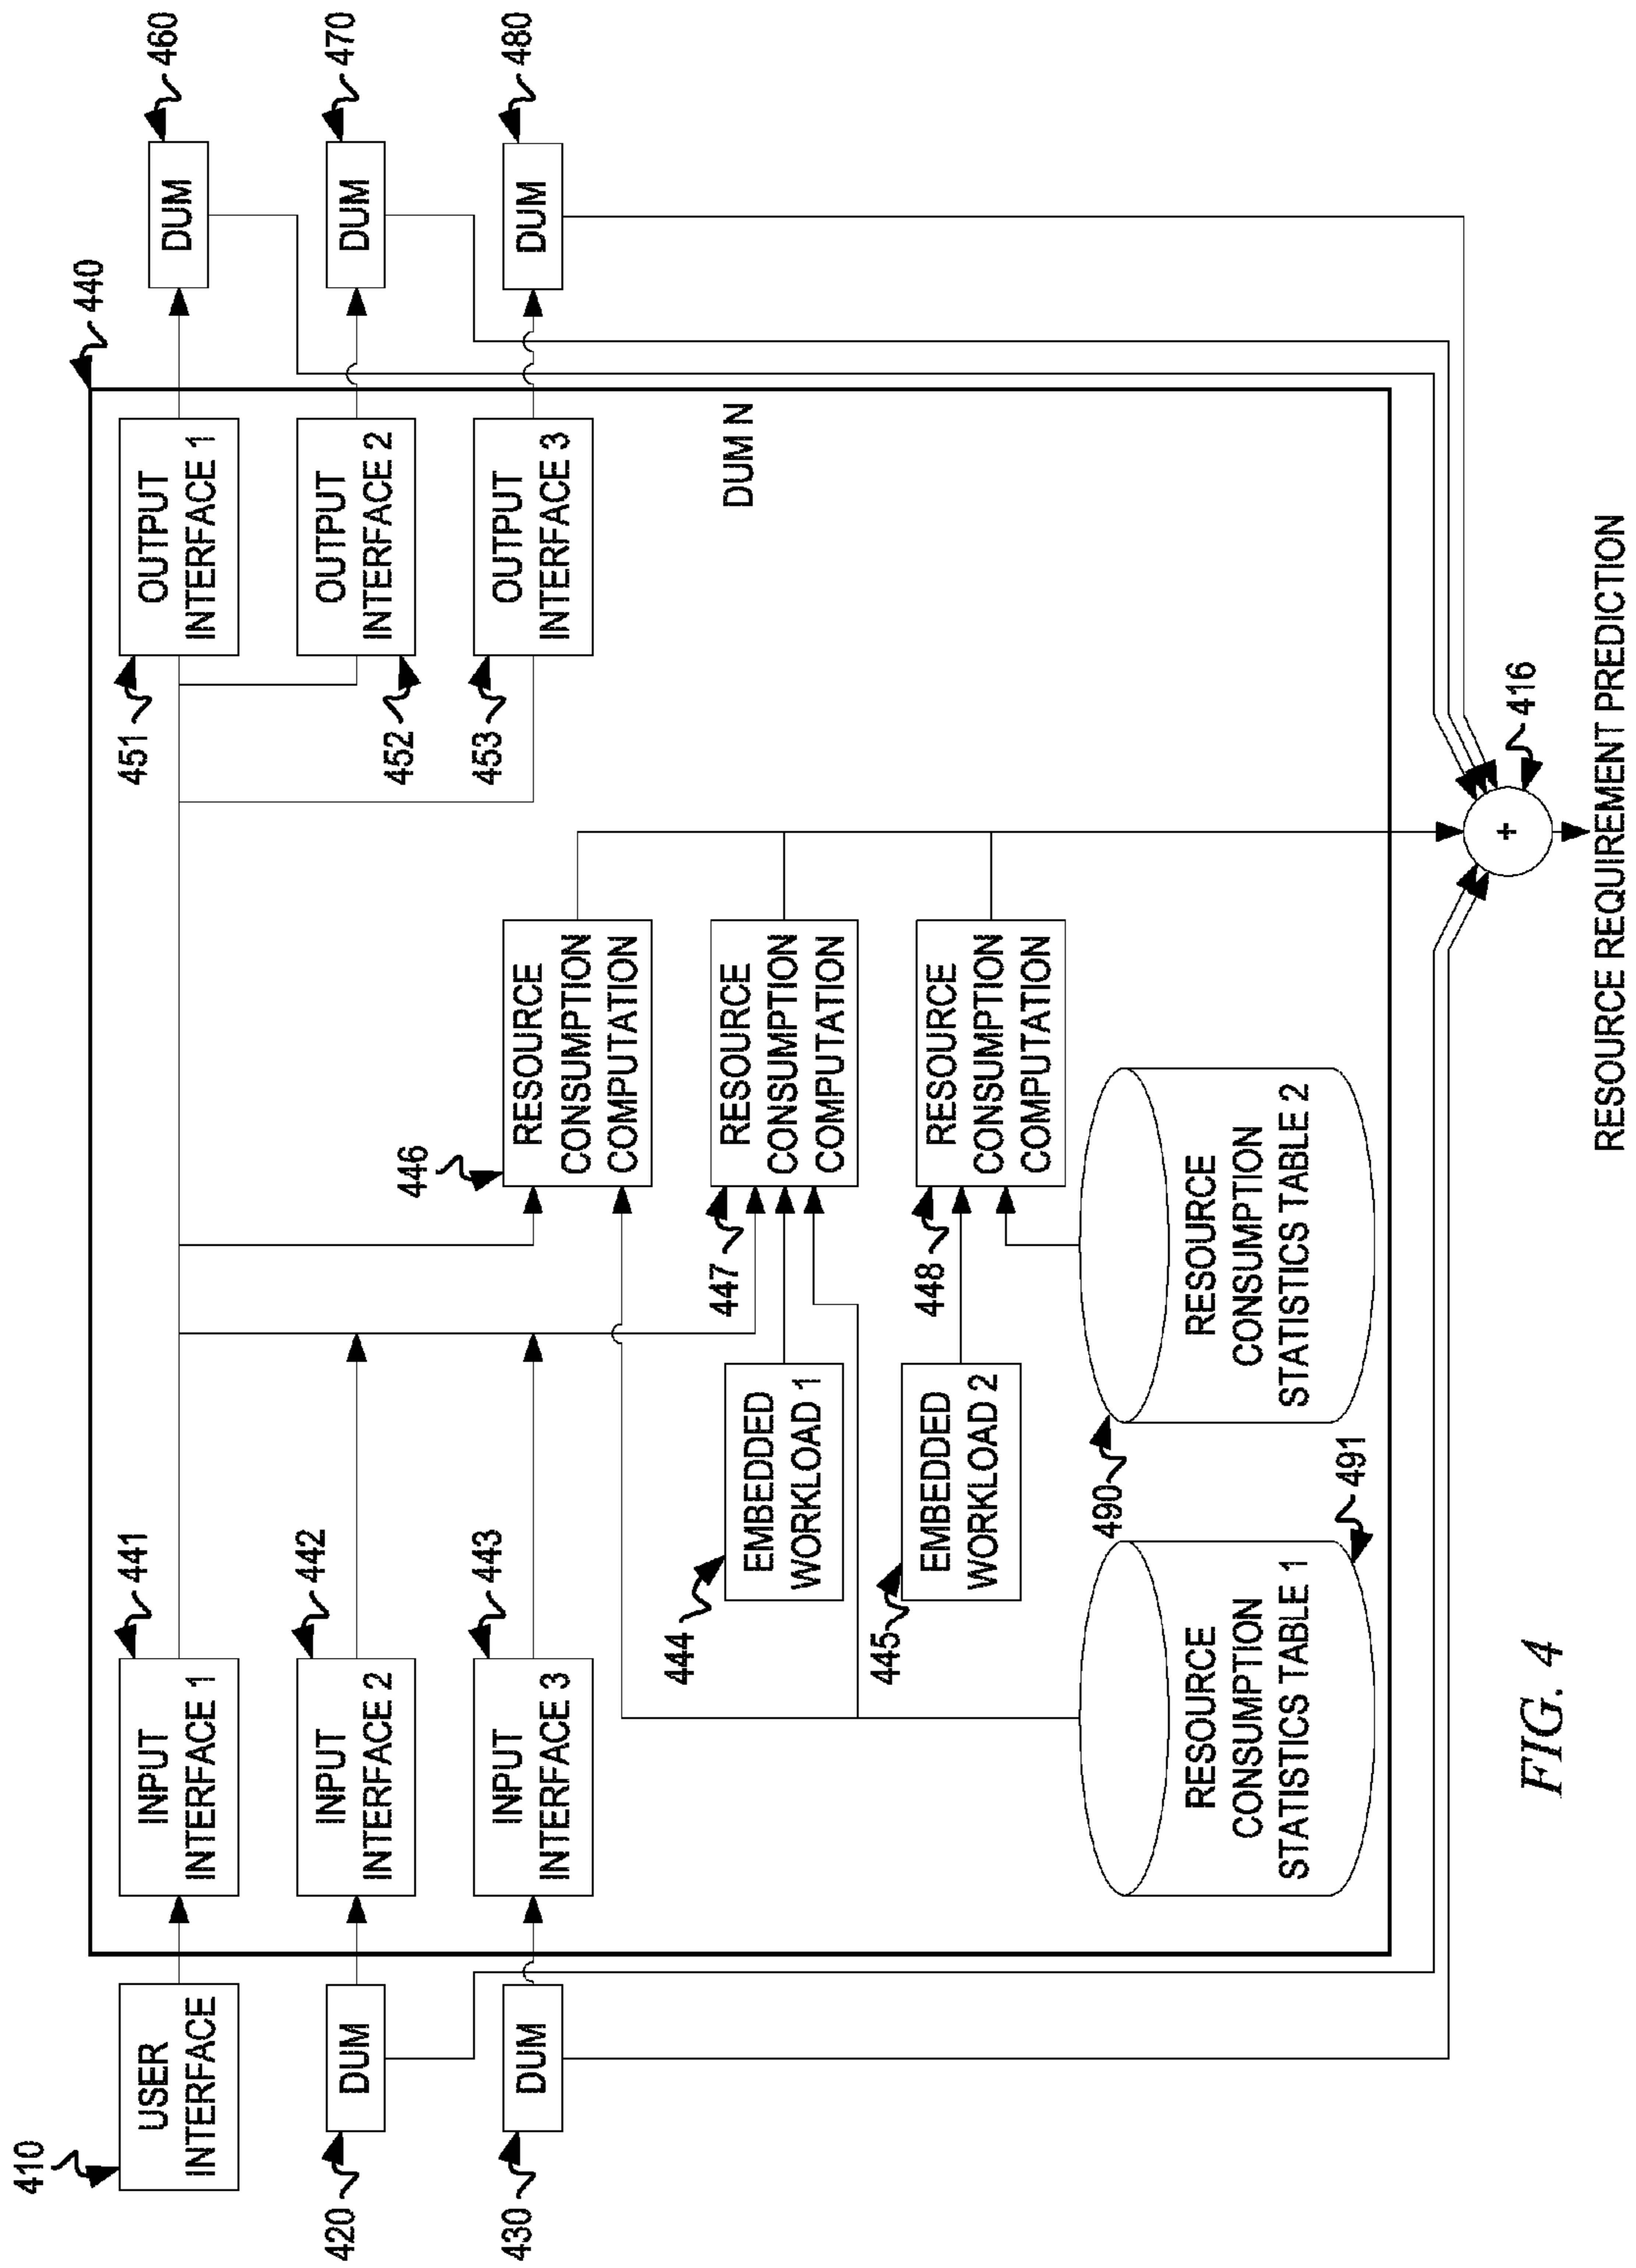 410
USER
INTERFACE
420
DUM
430
DUM
440
DUM N
441
INPUT
INTERFACE 1
442
INPUT
INTERFACE 2
443
INPUT
INTERFACE 3
444
EMBEDDED
WORKLOAD 1
445
EMBEDDED
WORKLOAD 2
491
RESOURCE
CONSUMPTION
STATISTICS TABLE 1
490
RESOURCE
CONSUMPTION
STATISTICS TABLE 2
446
RESOURCE
CONSUMPTION
COMPUTATION
447
RESOURCE
CONSUMPTION
COMPUTATION
448
RESOURCE
CONSUMPTION
COMPUTATION
451
OUTPUT
INTERFACE 1
452
OUTPUT
INTERFACE 2
453
OUTPUT
INTERFACE 3
460
DUM
470
DUM
480
DUM
+
416
RESOURCE REQUIREMENT PREDICTION
FIG. 4